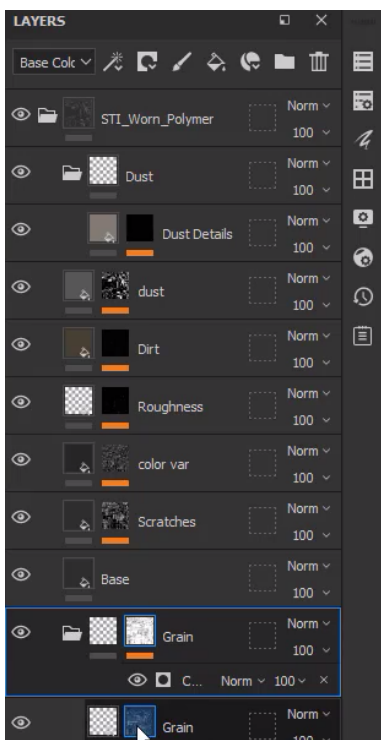 LAYERS
Base Colc
Norm
STI_Worn_Polymer
100
Norm
Dust
100
Norm
Dust Details
100
Norm
dust
100
Norm
Dirt
100
Norm
Roughness
100
Norm
color var
100
Norm
Scratches
100
Norm
Base
100
Norm
Grain
100
C... Norm 100
Norm
Grain